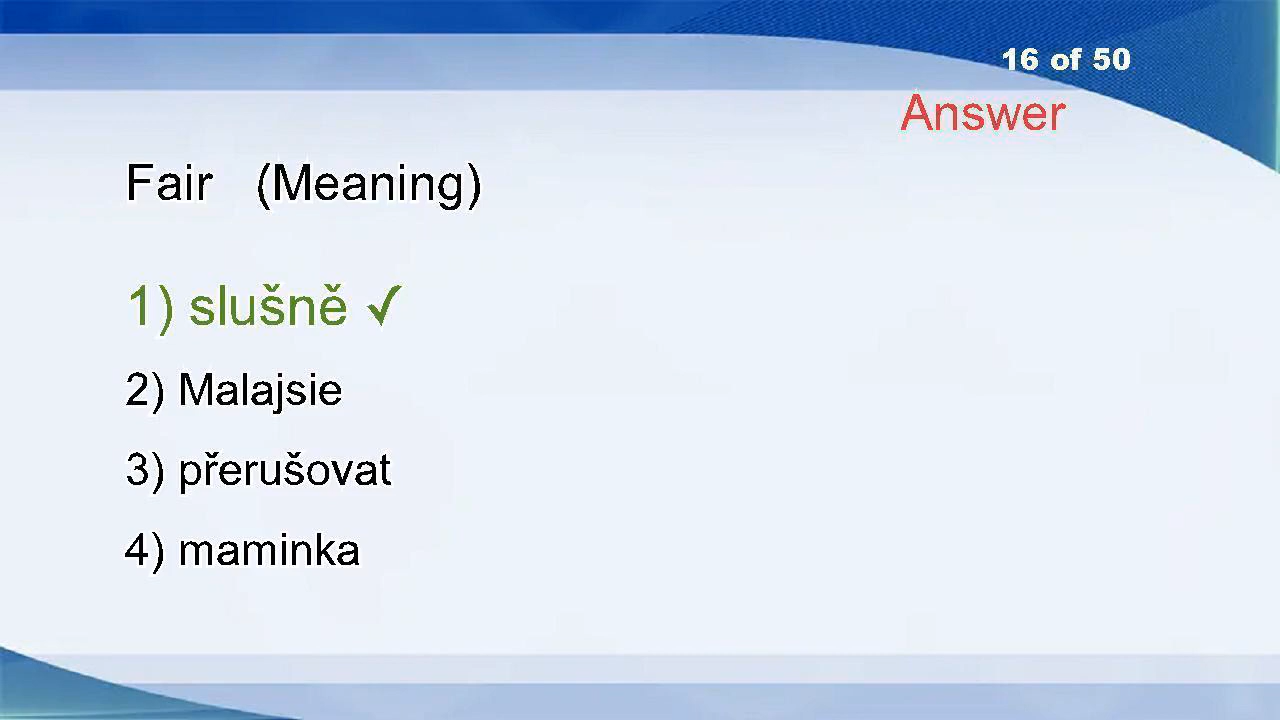 16 of 50
Answer
Fair (Meaning)
1) slušně ✓
2) Malajsie
3) přerušovat
4) maminka